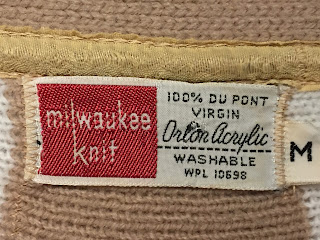 milwaukee
knit
100% DU PONT
VIRGIN
Orlon Acrylic
WASHABLE
WPL 10698
M